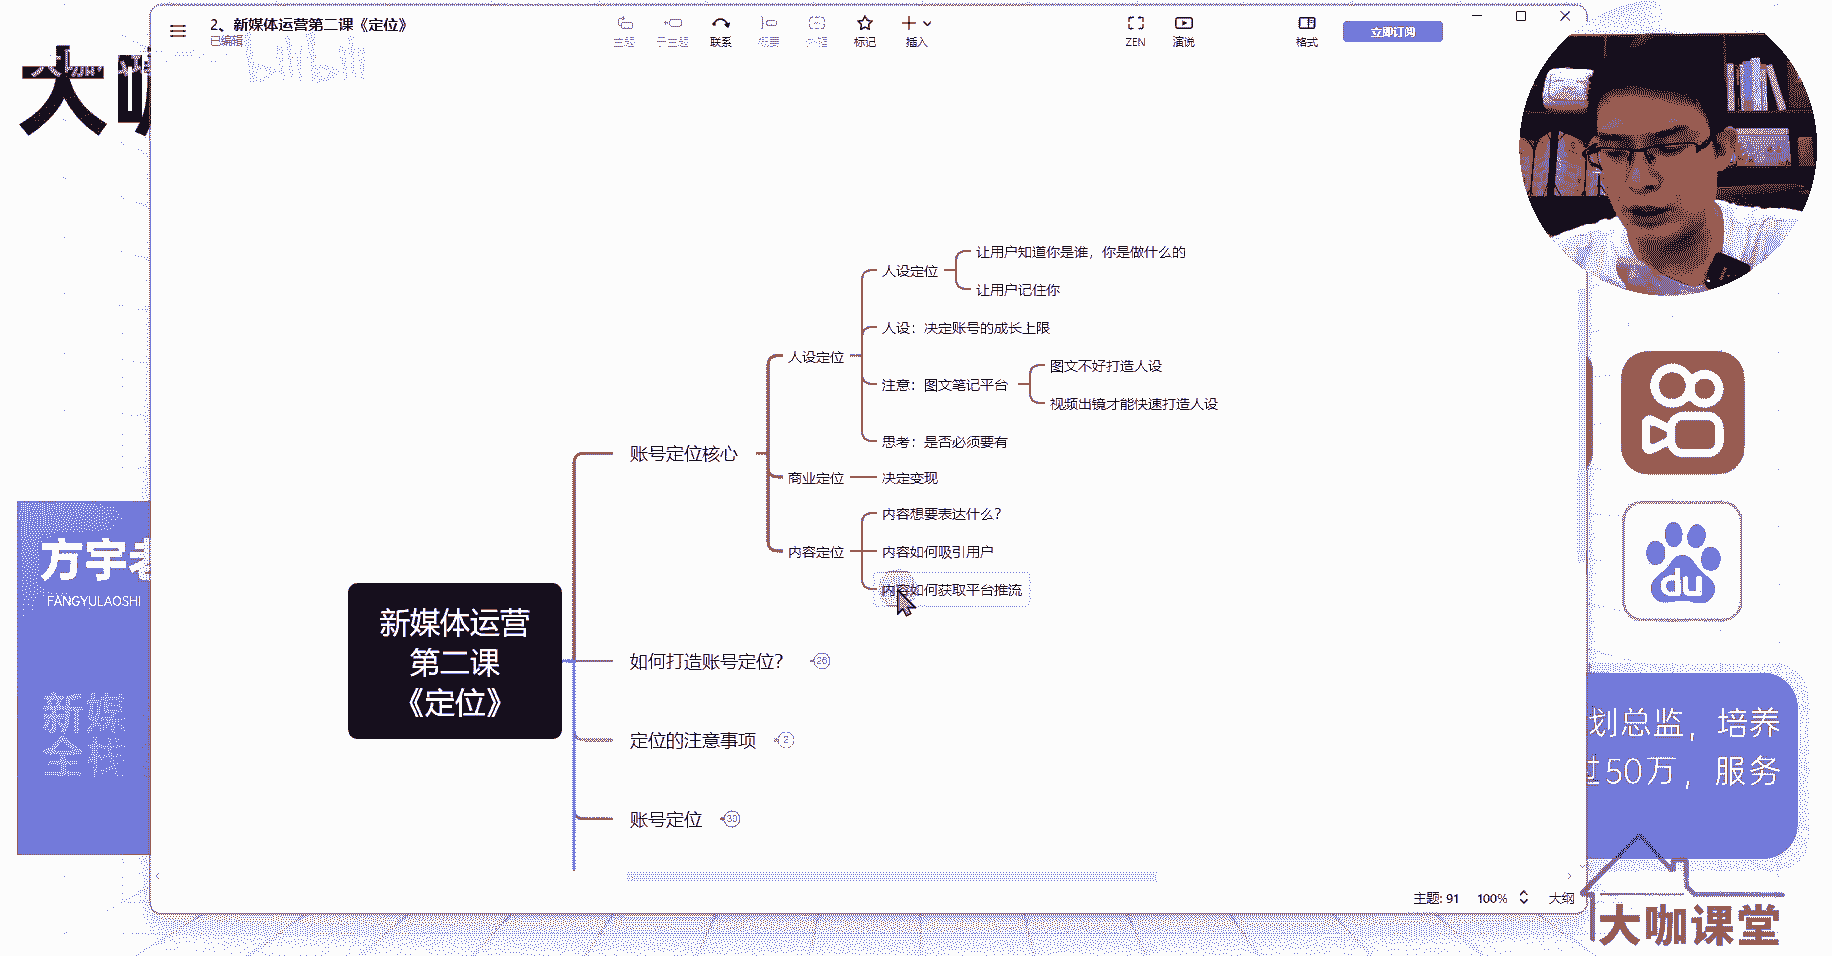 2、新媒体运营第二课《定位》
已编辑
主题
子主题
联系
概要
外框
标记
插入
ZEN
演说
格式
立即订阅
bilibili
大咖
让用户知道你是谁，你是做什么的
人设定位
让用户记住你
人设：决定账号的成长上限
人设定位
图文不好打造人设
注意：图文笔记平台
视频出镜才能快速打造人设
思考：是否必须要有
账号定位核心
商业定位
决定变现
内容想要表达什么？
内容定位
内容如何吸引用户
内容如何获取平台推流
新媒体运营
第二课
《定位》
如何打造账号定位？
26
定位的注意事项
2
账号定位
30
方宇老
FANGYULAOSHI
新媒
全栈
du
划总监，培养
过50万，服务
主题: 91
100%
大纲
大咖课堂